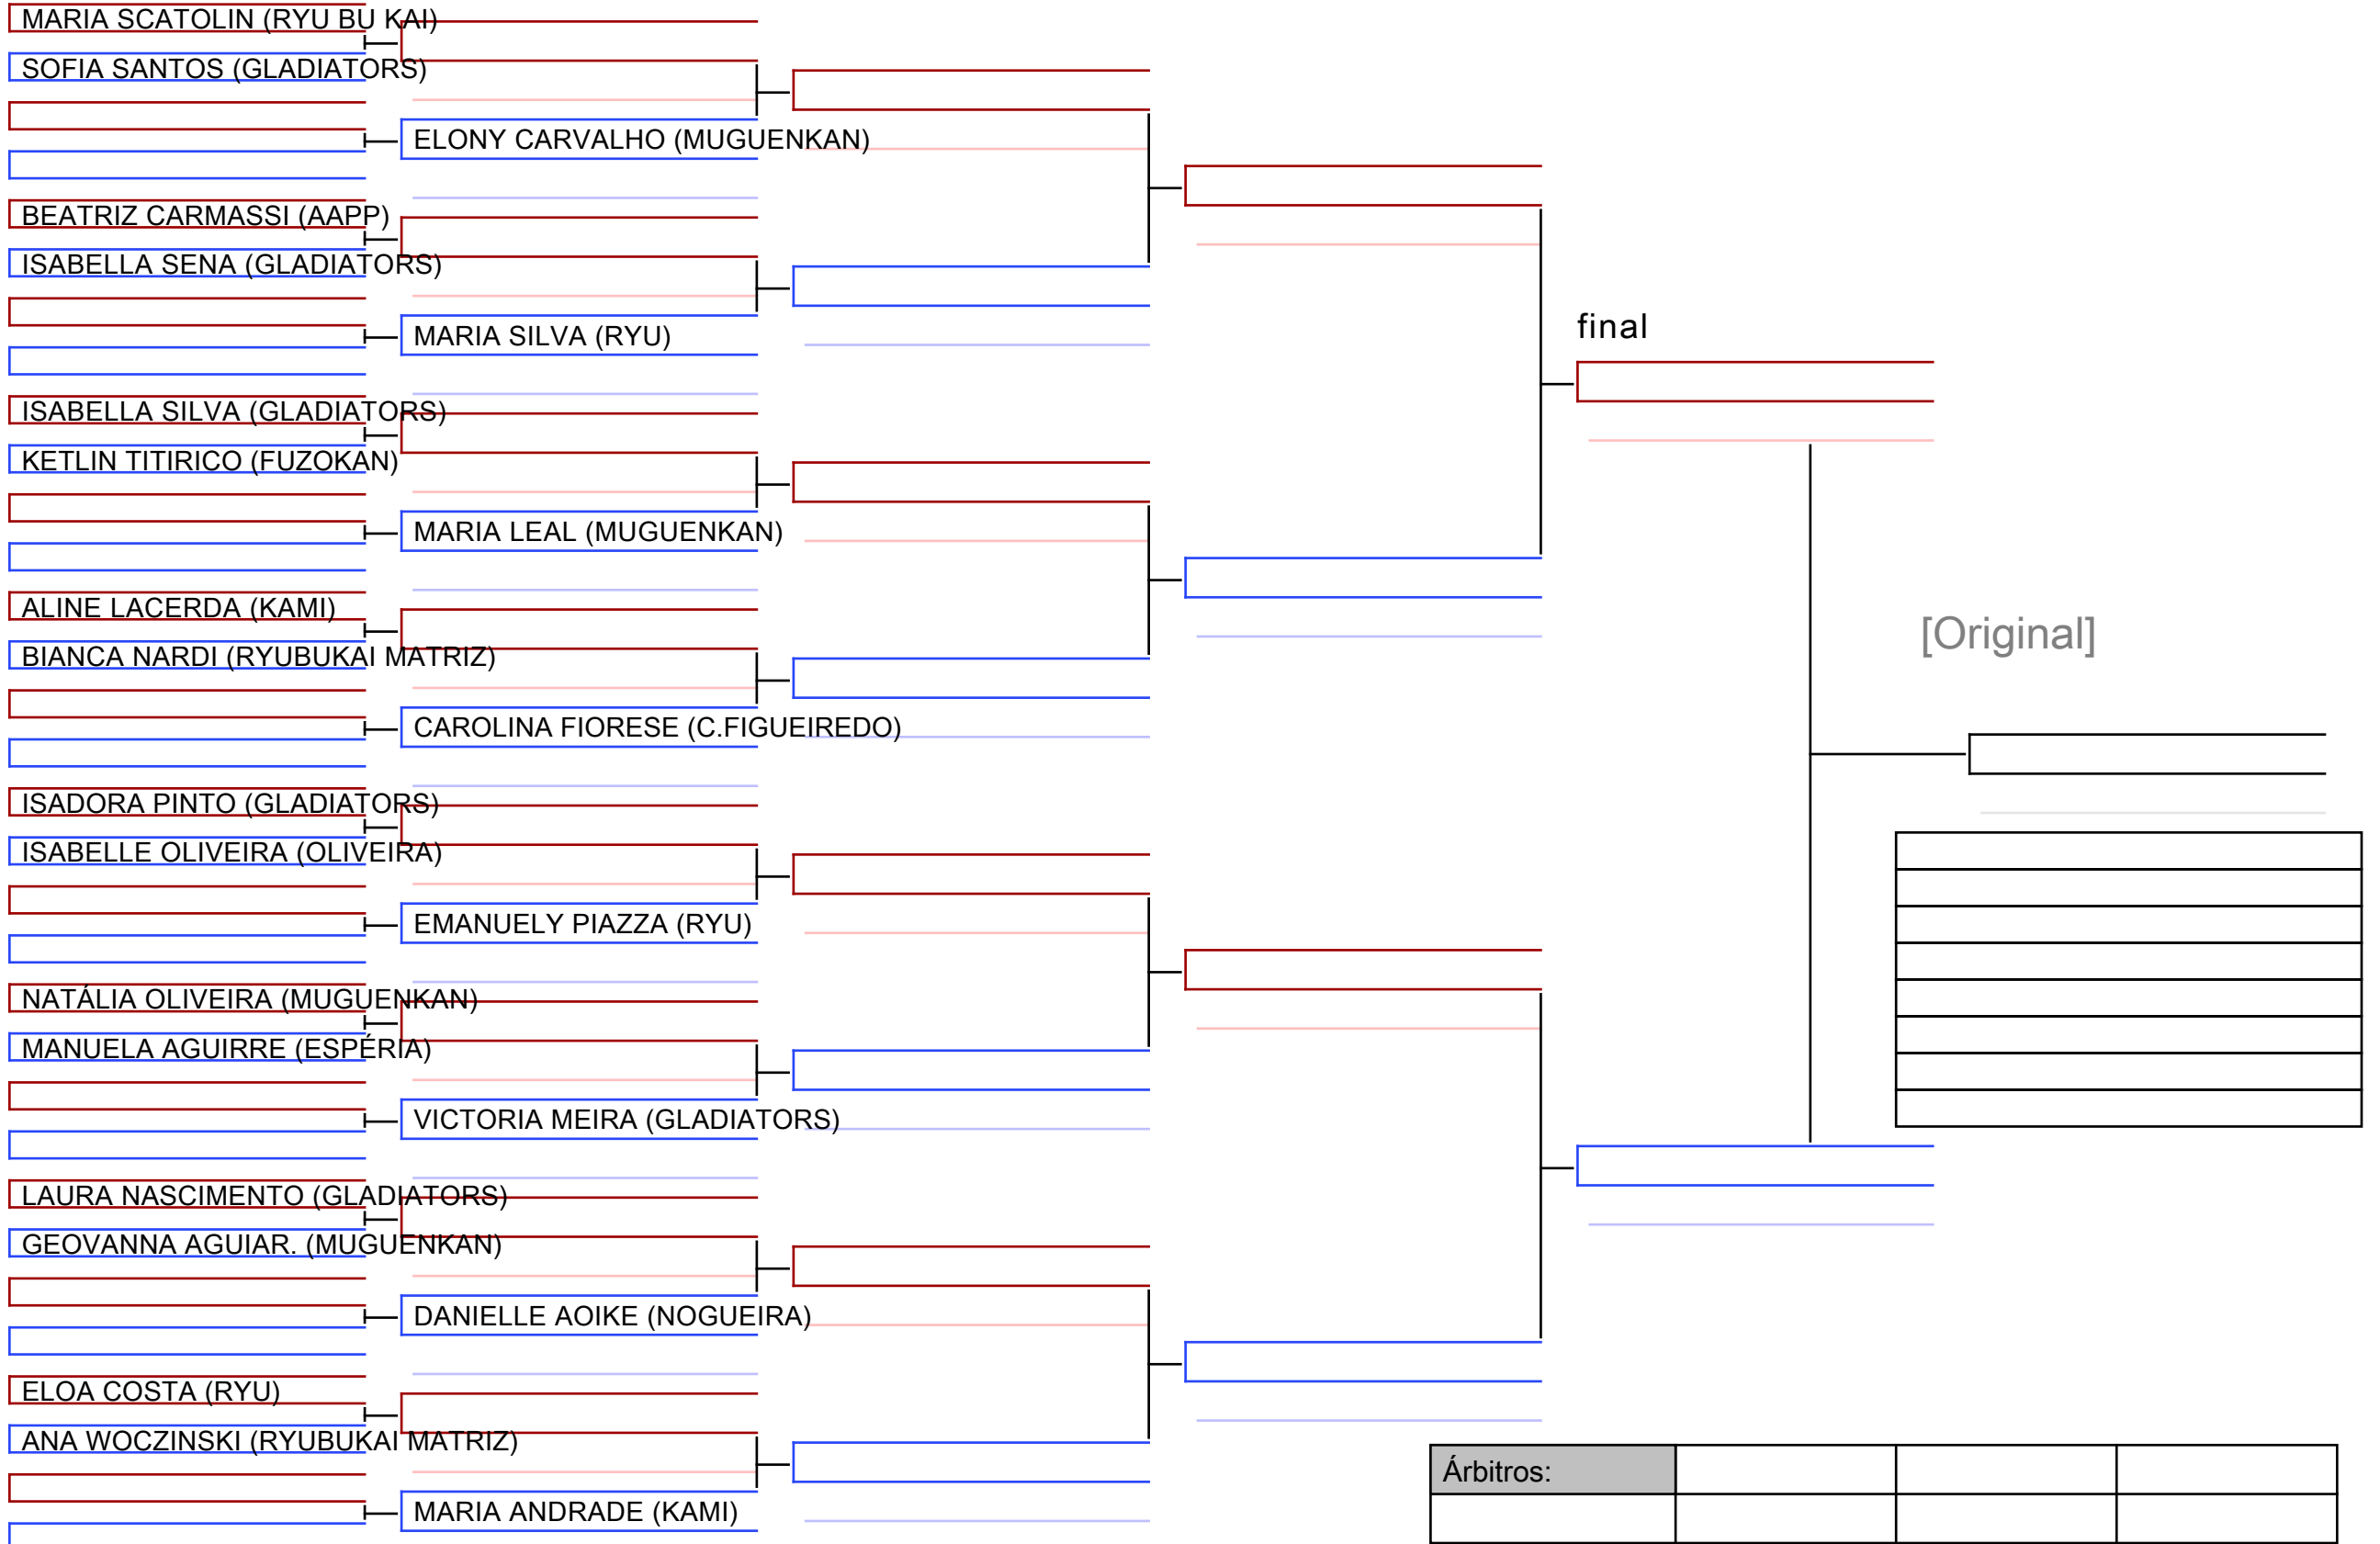 MARIA SCATOLIN (RYU BU KAI)
SOFIA SANTOS (GLADIATORS)
ELONY CARVALHO (MUGUENKAN)
BEATRIZ CARMASSI (AAPP)
ISABELLA SENA (GLADIATORS)
MARIA SILVA (RYU)
final
ISABELLA SILVA (GLADIATORS)
KETLIN TITIRICO (FUZOKAN)
MARIA LEAL (MUGUENKAN)
ALINE LACERDA (KAMI)
[Original]
BIANCA NARDI (RYUBUKAI MATRIZ)
CAROLINA FIORESE (C.FIGUEIREDO)
ISADORA PINTO (GLADIATORS)
ISABELLE OLIVEIRA (OLIVEIRA)
EMANUELY PIAZZA (RYU)
NATÁLIA OLIVEIRA (MUGUENKAN)
MANUELA AGUIRRE (ESPÉRIA)
VICTORIA MEIRA (GLADIATORS)
LAURA NASCIMENTO (GLADIATORS)
GEOVANNA AGUIAR. (MUGUENKAN)
DANIELLE AOIKE (NOGUEIRA)
ELOA COSTA (RYU)
ANA WOCZINSKI (RYUBUKAI MATRIZ)
Árbitros:
MARIA ANDRADE (KAMI)